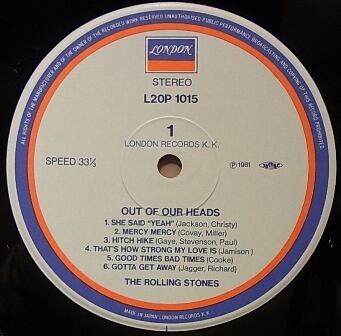 ALL RIGHTS OF THE MANUFACTURER AND OF THE OWNER OF THE RECORDED WORK RESERVED UNAUTHORISED PUBLIC PERFORMANCE BROADCASTING AND COPYING OF THIS RECORD PROHIBITED.
LONDON
STEREO
L20P 1015
1
LONDON RECORDS K. K.
SPEED 33⅓
℗ 1981
OUT OF OUR HEADS
1. SHE SAID "YEAH" (Jackson, Christy)
2. MERCY MERCY (Covay, Miller)
3. HITCH HIKE (Gaye, Stevenson, Paul)
4. THAT'S HOW STRONG MY LOVE IS (Jamison)
5. GOOD TIMES BAD TIMES (Cooke)
6. GOTTA GET AWAY (Jagger, Richard)
THE ROLLING STONES
MADE IN JAPAN LONDON RECORDS K.K.